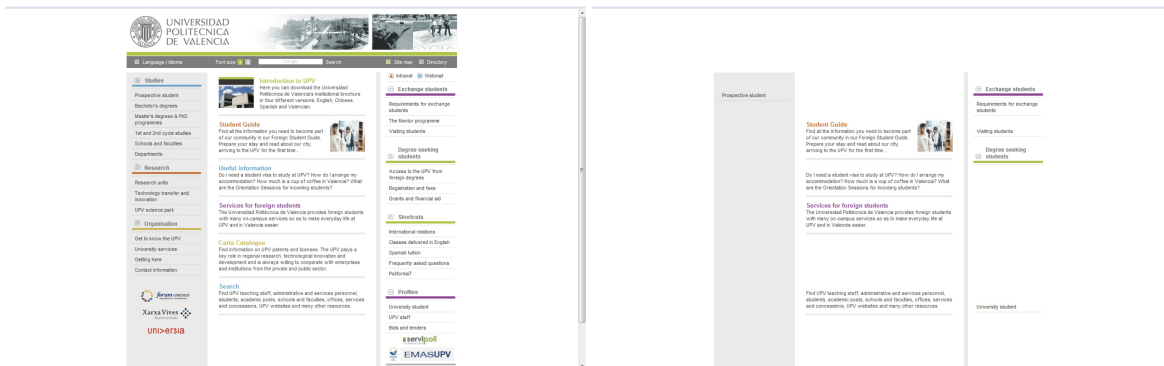 UNIVERSIDAD
POLITECNICA
DE VALENCIA
Language / Idioma
Font size
Google
Search
Site map
Directory
Studies
Prospective student
Bachelor's degrees
Master's degrees & PhD
programmes
1st and 2nd cycle studies
Schools and faculties
Departments
Research
Research units
Technology transfer and
innovation
UPV science park
Organisation
Get to know the UPV
University services
Getting here
Contact information
forum UNESCO
Xarxa Vives
universia
Introduction to UPV
Here you can download the Universidad
Politécnica de Valencia's institutional brochure
in four different versions: English, Chinese,
Spanish and Valencian.
Student Guide
Find all the information you need to become part
of our community in our Foreign Student Guide.
Prepare your stay and read about our city,
arriving to the UPV for the first time...
Useful information
Do I need a student visa to study at UPV? How do I arrange my
accommodation? How much is a cup of coffee in Valencia? What
are the Orientation Sessions for incoming students?
Services for foreign students
The Universidad Politécnica de Valencia provides foreign students
with many on-campus services so as to make everyday life at
UPV and in Valencia easier.
Carta Catalogue
Find information on UPV patents and licenses. The UPV plays a
key role in regional research, technological innovation and
development and is always willing to cooperate with enterprises
and institutions from the private and public sector.
Search
Find UPV teaching staff, administrative and services personnel,
students, academic posts, schools and faculties, offices, services
and concessions, UPV websites and many other resources.
Intranet
Webmail
Exchange students
Requirements for exchange
students
The Mentor programme
Visiting students
Degree seeking
students
Access to the UPV from
foreign degrees
Registration and fees
Grants and financial aid
Shortcuts
International relations
Classes delivered in English
Spanish tuition
Frequently asked questions
PoliformaT
Profiles
University student
UPV staff
Bids and tenders
servipoli
EMASUPV
Prospective student
Student Guide
Find all the information you need to become part
of our community in our Foreign Student Guide.
Prepare your stay and read about our city,
arriving to the UPV for the first time...
Do I need a student visa to study at UPV? How do I arrange my
accommodation? How much is a cup of coffee in Valencia? What
are the Orientation Sessions for incoming students?
Services for foreign students
The Universidad Politécnica de Valencia provides foreign students
with many on-campus services so as to make everyday life at
UPV and in Valencia easier.
Find UPV teaching staff, administrative and services personnel,
students, academic posts, schools and faculties, offices, services
and concessions, UPV websites and many other resources.
Exchange students
Requirements for exchange
students
Visiting students
Degree seeking
students
University student